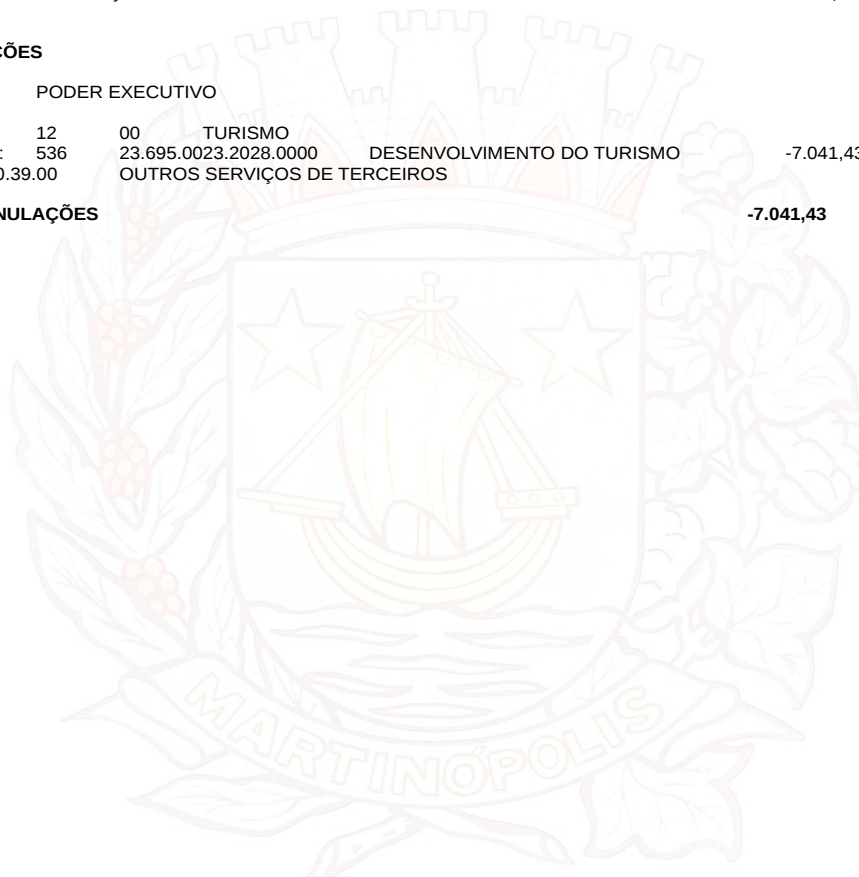 ÇÕES
PODER EXECUTIVO
12 00 TURISMO
: 536 23.695.0023.2028.0000 DESENVOLVIMENTO DO TURISMO -7.041,43
0.39.00 OUTROS SERVIÇOS DE TERCEIROS
NULAÇÕES -7.041,43
MARTINÓPOLIS